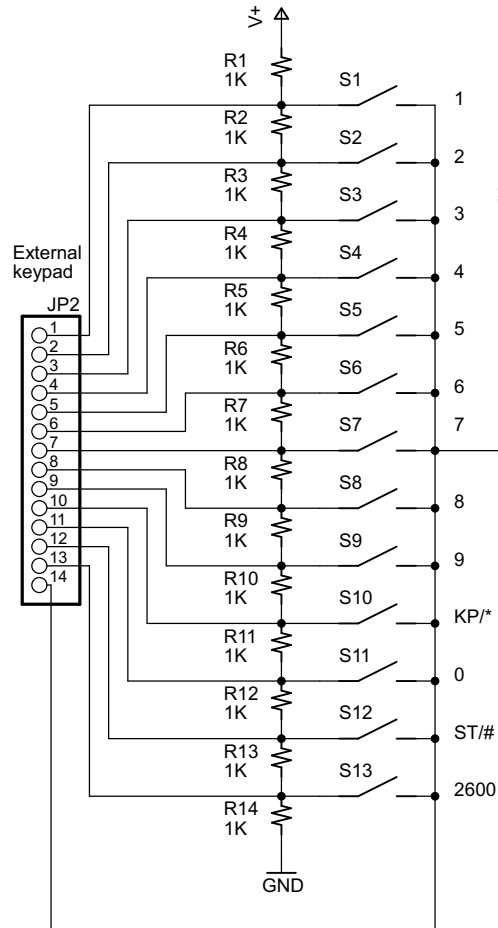 V+
R1
1K
S1
1
R2
1K
S2
2
R3
1K
S3
3
R4
1K
S4
4
R5
1K
S5
5
R6
1K
S6
6
R7
1K
S7
7
R8
1K
S8
8
R9
1K
S9
9
R10
1K
S10
KP/*
R11
1K
S11
0
R12
1K
S12
ST/#
R13
1K
S13
2600
R14
1K
GND
External
keypad
JP2
1
2
3
4
5
6
7
8
9
10
11
12
13
14